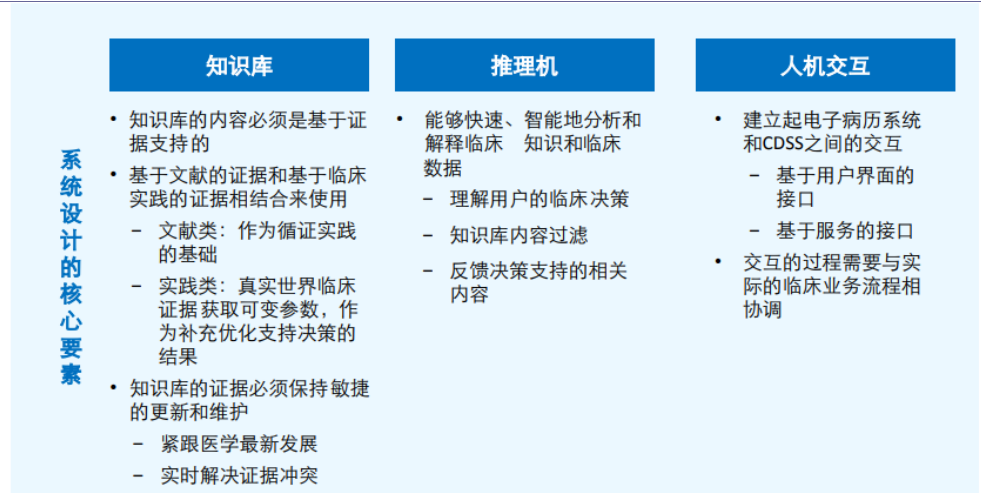 系统设计的核心要素
知识库
• 知识库的内容必须是基于证
据支持的
• 基于文献的证据和基于临床
实践的证据相结合来使用
– 文献类：作为循证实践
的基础
– 实践类：真实世界临床
证据获取可变参数，作
为补充优化支持决策的
结果
• 知识库的证据必须保持敏捷
的更新和维护
– 紧跟医学最新发展
– 实时解决证据冲突
推理机
• 能够快速、智能地分析和
解释临床 知识和临床
数据
– 理解用户的临床决策
– 知识库内容过滤
– 反馈决策支持的相关
内容
人机交互
• 建立起电子病历系统
和CDSS之间的交互
– 基于用户界面的
接口
– 基于服务的接口
• 交互的过程需要与实
际的临床业务流程相
协调